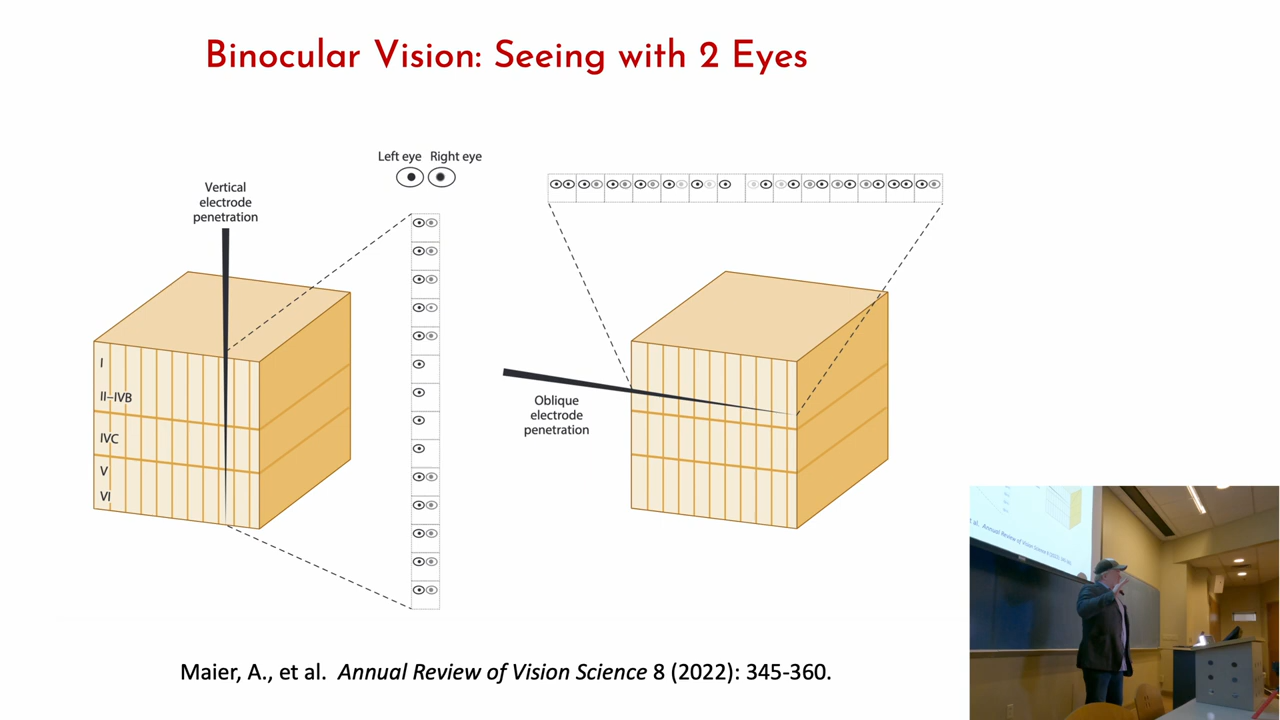 Binocular Vision: Seeing with 2 Eyes
Left eye Right eye
Vertical
electrode
penetration
I
II–IVB
IVC
V
VI
Oblique
electrode
penetration
Maier, A., et al. Annual Review of Vision Science 8 (2022): 345-360.